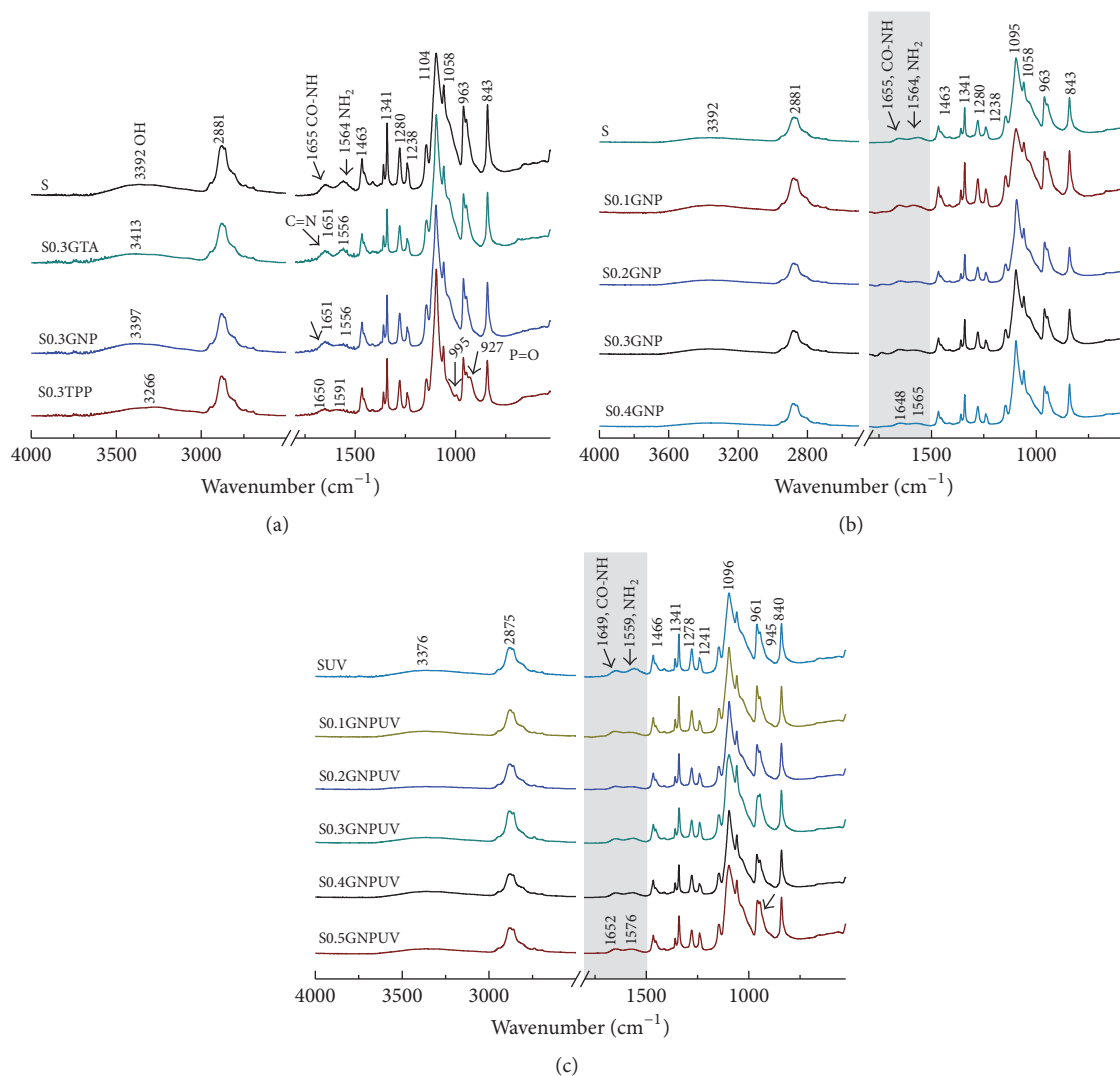 1655 CO-NH
1564 NH₂
1463
1341
1280
1238
1104
1058
963
843
3392 OH
2881
S
C=N
1651
1556
3413
S0.3GTA
1651
1556
3397
S0.3GNP
995
927
P=O
1650
1591
3266
S0.3TPP
4000 3500 3000 1500 1000
Wavenumber (cm⁻¹)
(a)
1655, CO-NH
1564, NH₂
1463
1341
1280
1238
1095
1058
963
843
3392
2881
S
S0.1GNP
S0.2GNP
S0.3GNP
S0.4GNP
1648
1565
4000 3600 3200 2800 1500 1000
Wavenumber (cm⁻¹)
(b)
1649, CO-NH
1559, NH₂
1466
1341
1278
1241
1096
961
945
840
3376
2875
SUV
S0.1GNPUV
S0.2GNPUV
S0.3GNPUV
S0.4GNPUV
S0.5GNPUV
1652
1576
4000 3500 3000 1500 1000
Wavenumber (cm⁻¹)
(c)